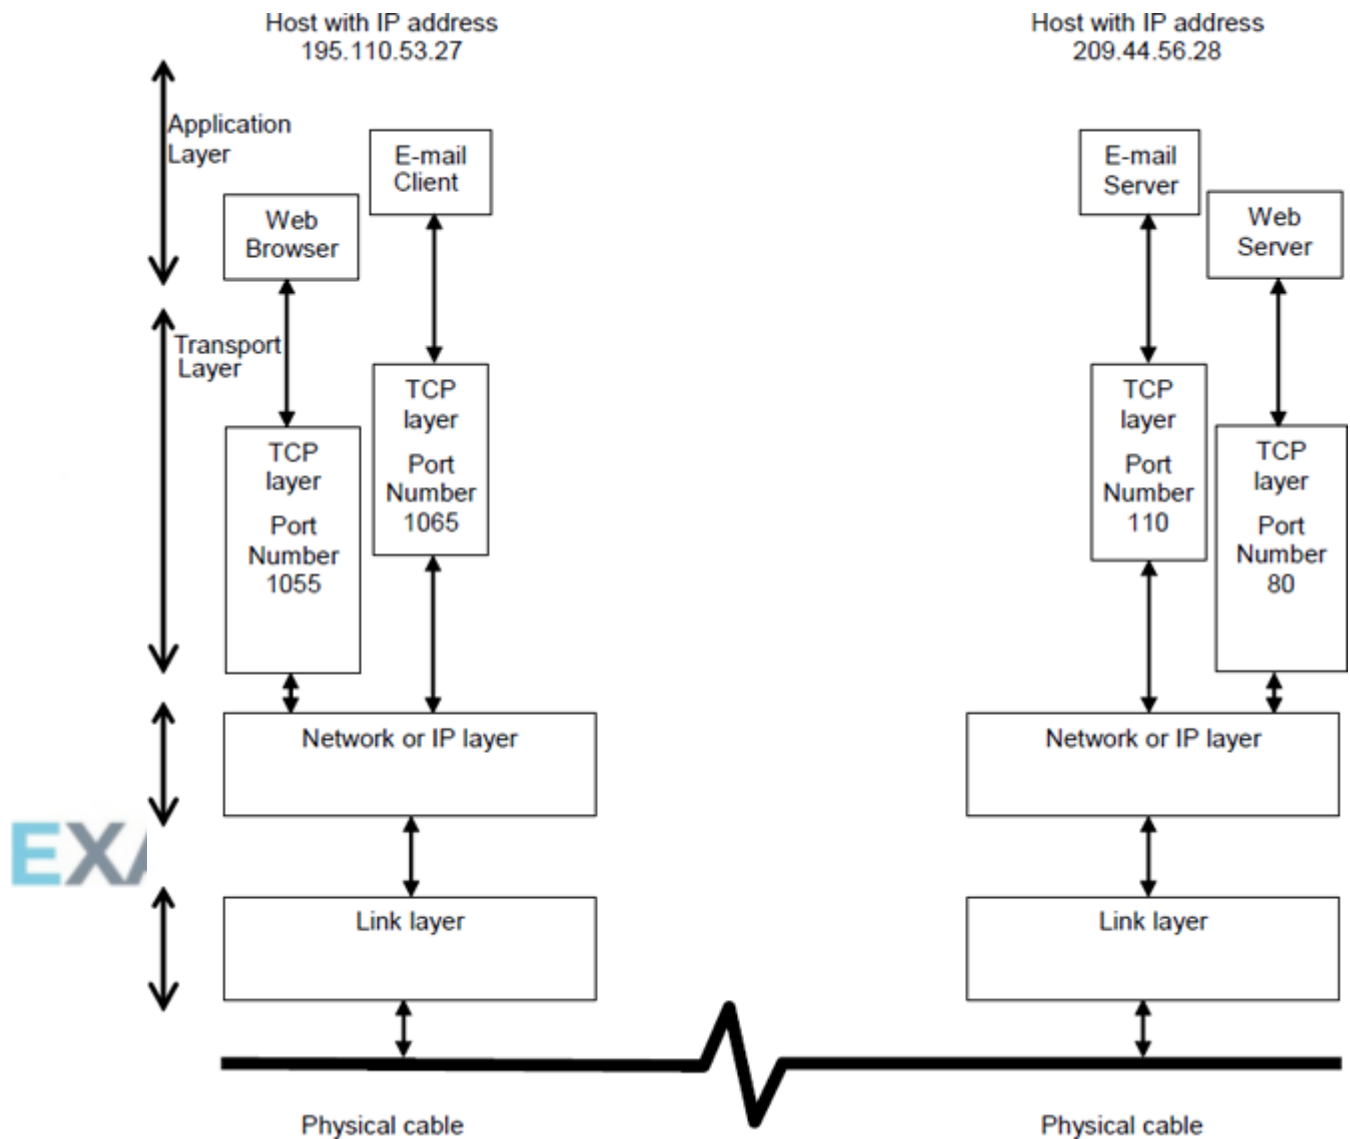 Host with IP address
195.110.53.27
Host with IP address
209.44.56.28
Application
Layer
E-mail
Client
Web
Browser
E-mail
Server
Web
Server
Transport
Layer
TCP
layer
Port
Number
1055
TCP
layer
Port
Number
1065
TCP
layer
Port
Number
110
TCP
layer
Port
Number
80
Network or IP layer
Network or IP layer
EXA
Link layer
Link layer
Physical cable
Physical cable